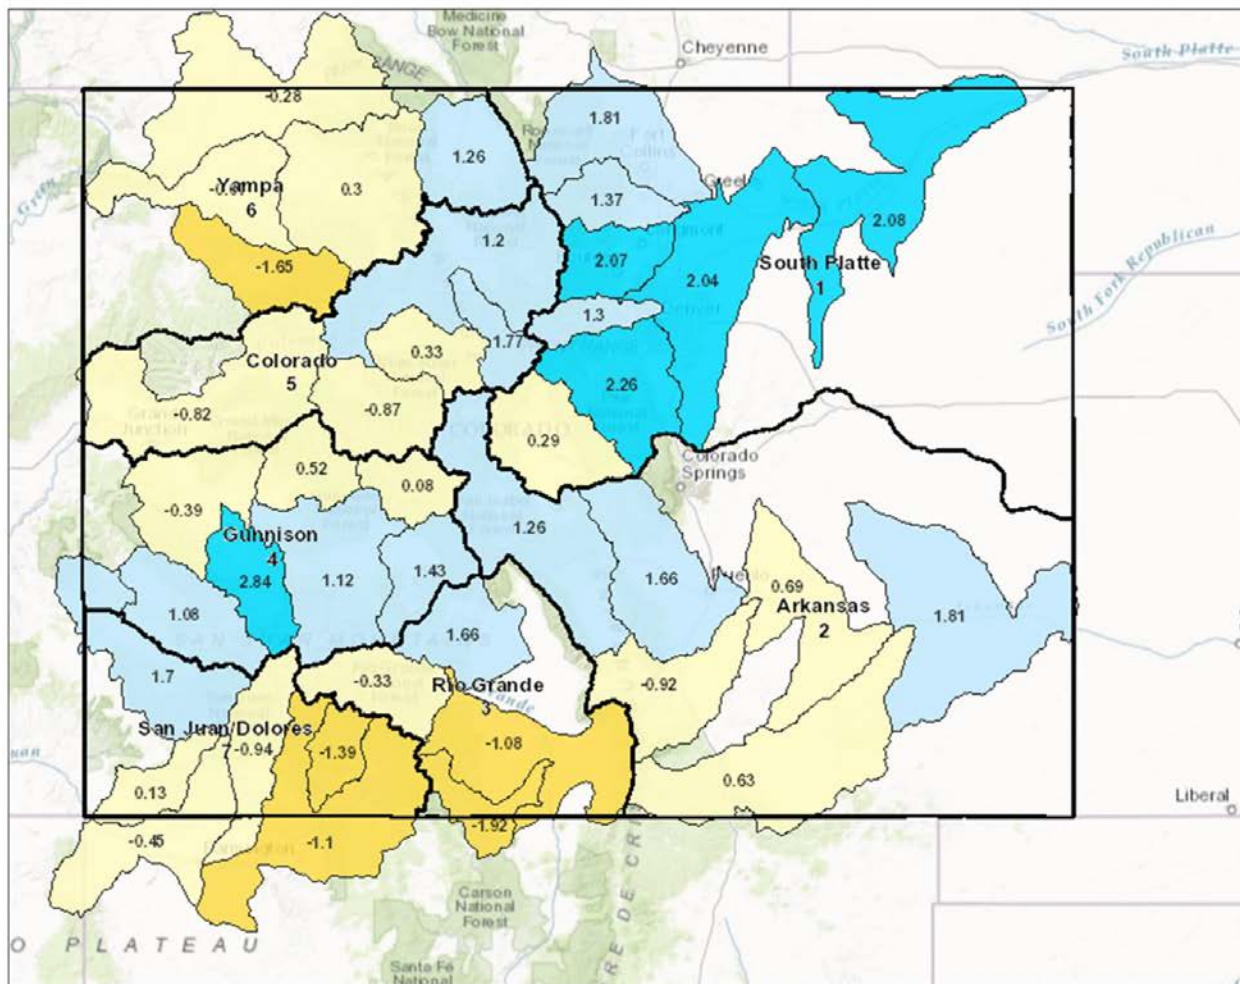 Medicine
Bow National
Forest
Cheyenne
South Platte
RANGE
-0.28
1.81
1.26
Yampa
6
0.3
1.37
2.08
1.2
-1.65
2.07
South Platte
1
2.04
South Fork Republican
1.3
1.77
0.33
Colorado
5
2.26
-0.82
-0.87
0.29
Colorado
Springs
0.52
0.08
-0.39
1.26
Gunnison
4
2.84
1.12
1.43
1.66
0.69
Arkansas
2
1.08
1.81
1.66
1.7
-0.33
-0.92
Rio Grande
3
San Juan/Dolores
7
-0.94
-1.39
-1.08
0.63
0.13
Liberal
-1.92
-0.45
-1.1
Carson
National
Forest
O PLATEAU
Santa Fe
National